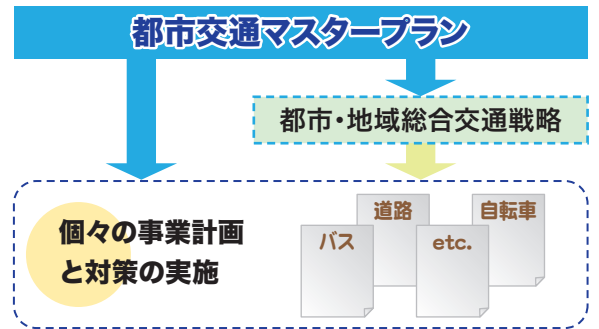 都市交通マスタープラン
都市・地域総合交通戦略
個々の事業計画
と対策の実施
道路
自転車
バス
etc.